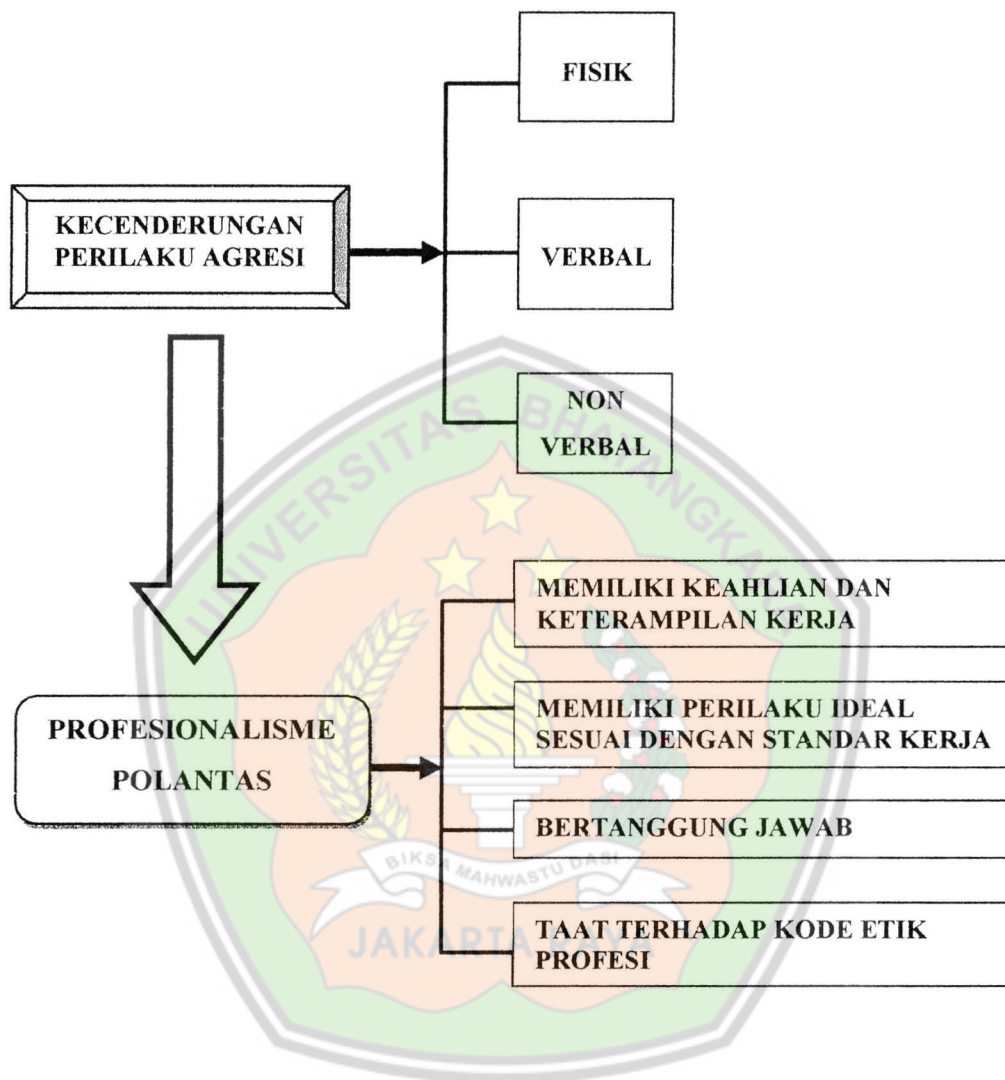 FISIK
KECENDERUNGAN
PERILAKU AGRESI
VERBAL
NON
VERBAL
UNIVERSITAS BHAYANGKARA
MEMILIKI KEAHLIAN DAN
KETERAMPILAN KERJA
PROFESIONALISME
POLANTAS
MEMILIKI PERILAKU IDEAL
SESUAI DENGAN STANDAR KERJA
BERTANGGUNG JAWAB
BIKSA MAHWASTU DASI
TAAT TERHADAP KODE ETIK
PROFESI
JAKARTA RAYA